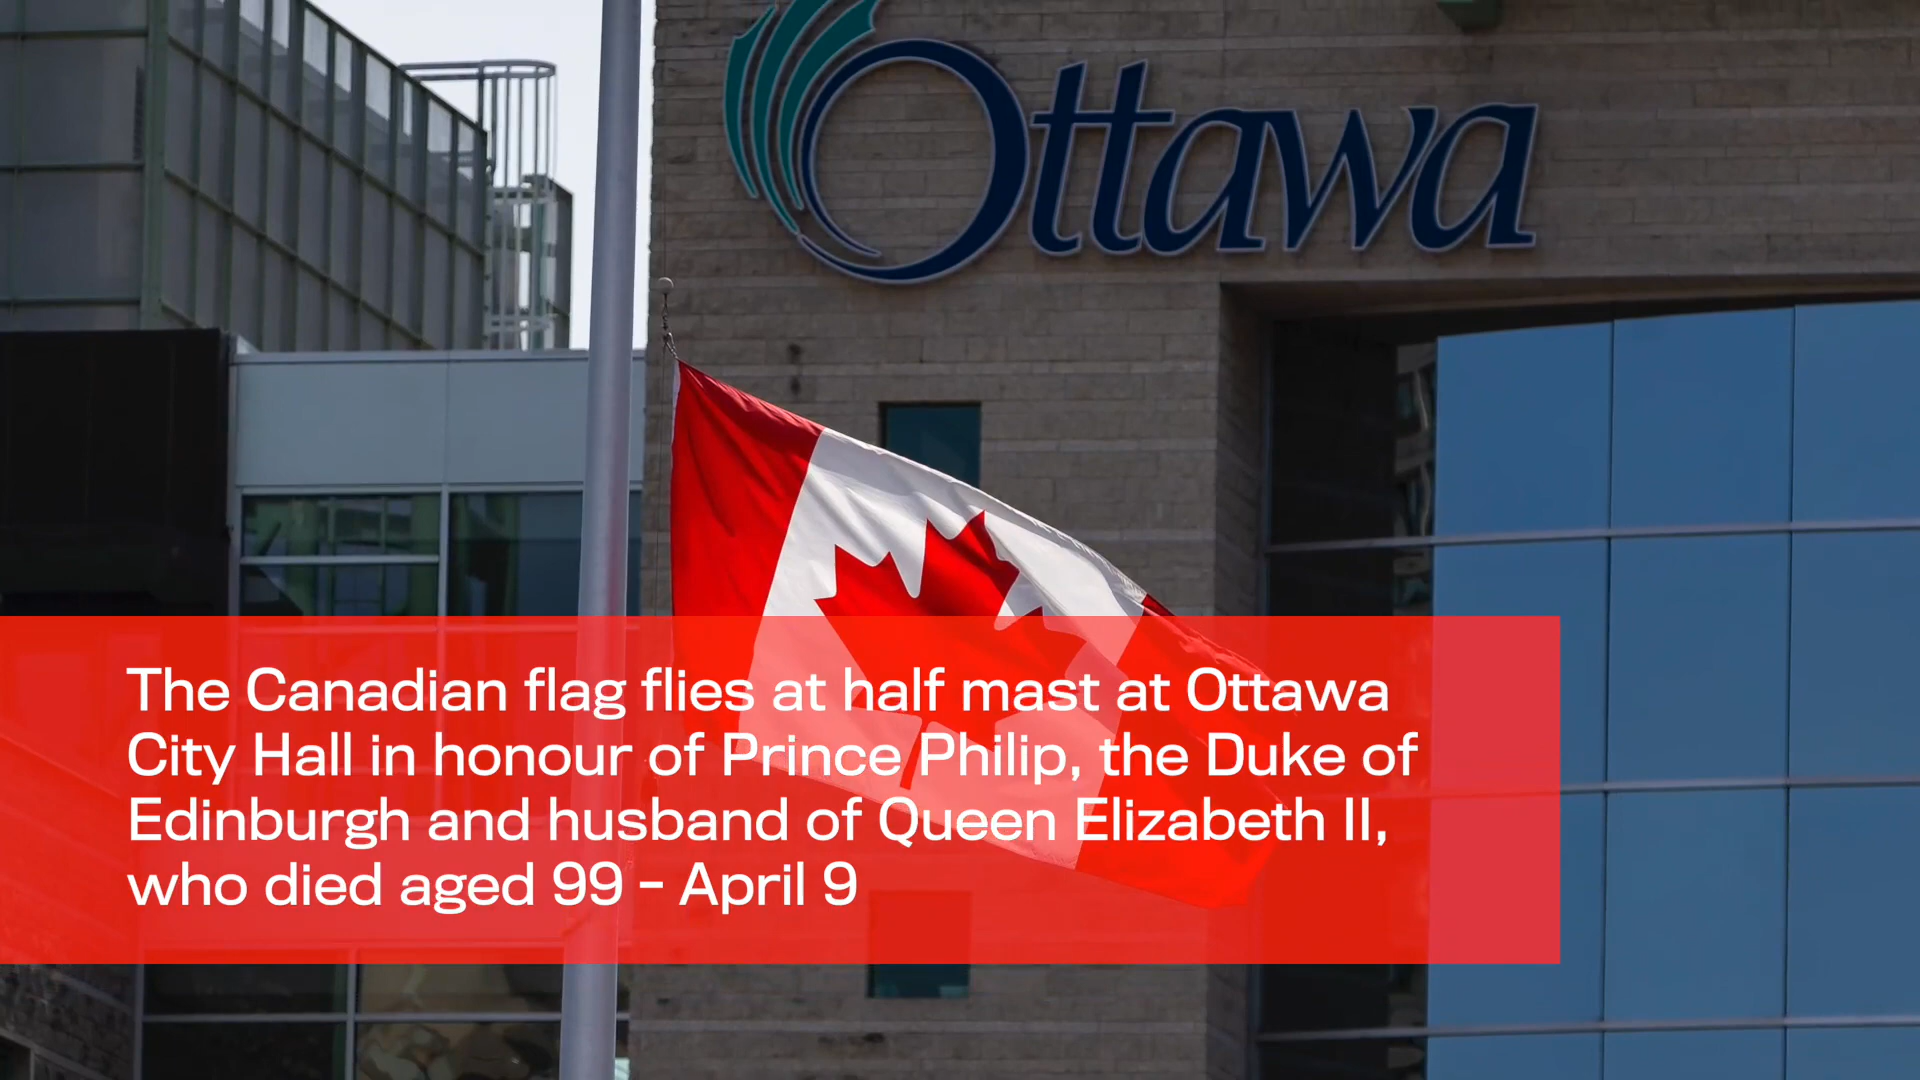 Ottawa
The Canadian flag flies at half mast at Ottawa
City Hall in honour of Prince Philip, the Duke of
Edinburgh and husband of Queen Elizabeth II,
who died aged 99 – April 9